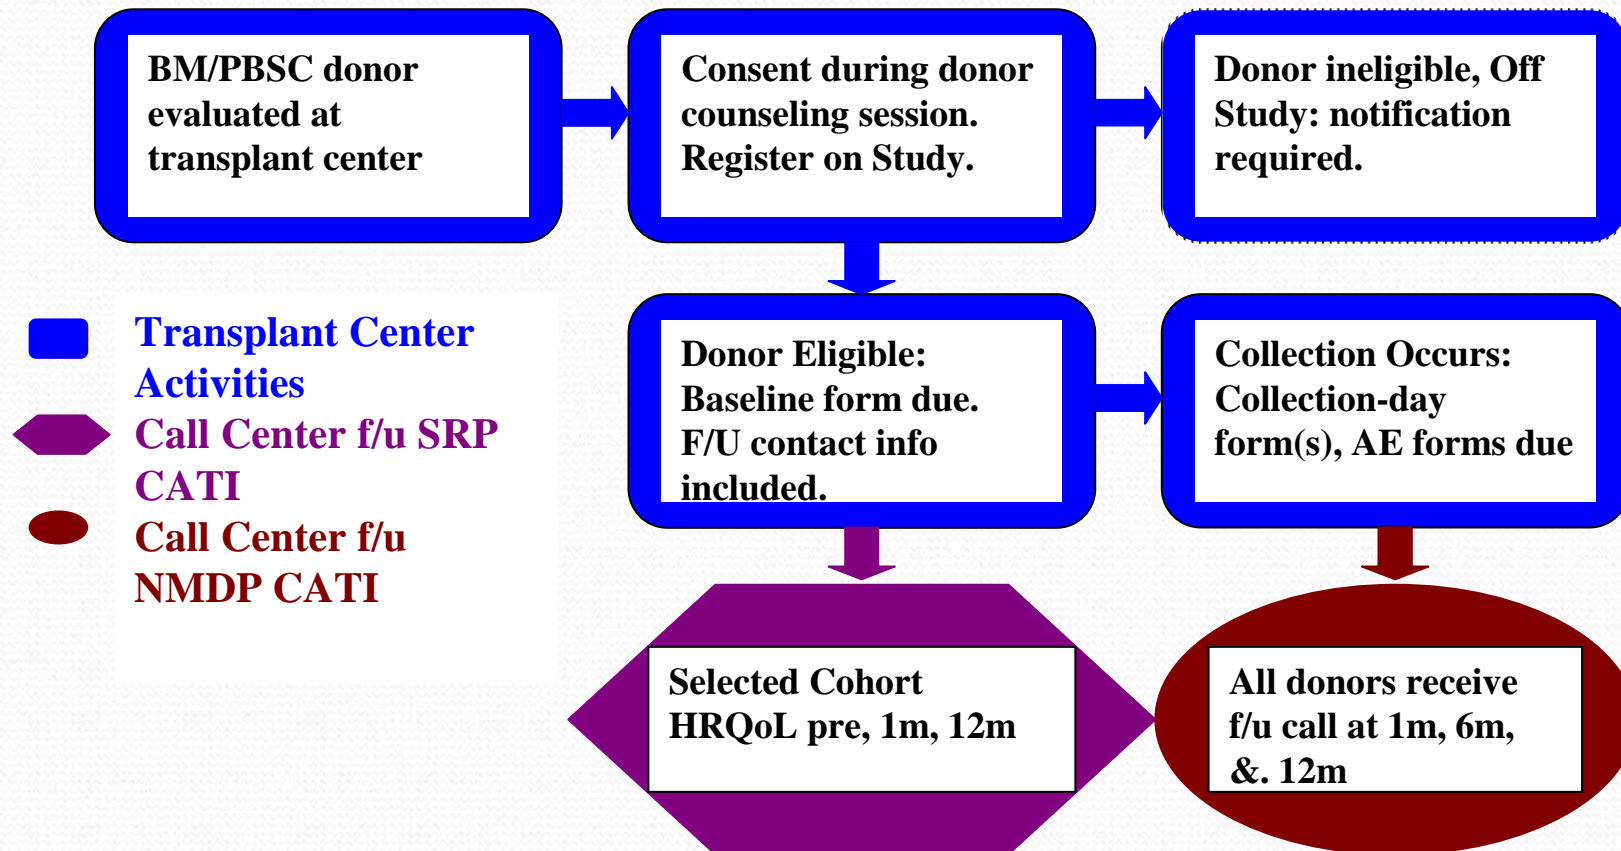 BM/PBSC donor
evaluated at
transplant center
Consent during donor
counseling session.
Register on Study.
Donor ineligible, Off
Study: notification
required.
Transplant Center
Activities
Call Center f/u SRP
CATI
Call Center f/u
NMDP CATI
Donor Eligible:
Baseline form due.
F/U contact info
included.
Collection Occurs:
Collection-day
form(s), AE forms due
Selected Cohort
HRQoL pre, 1m, 12m
All donors receive
f/u call at 1m, 6m,
&. 12m